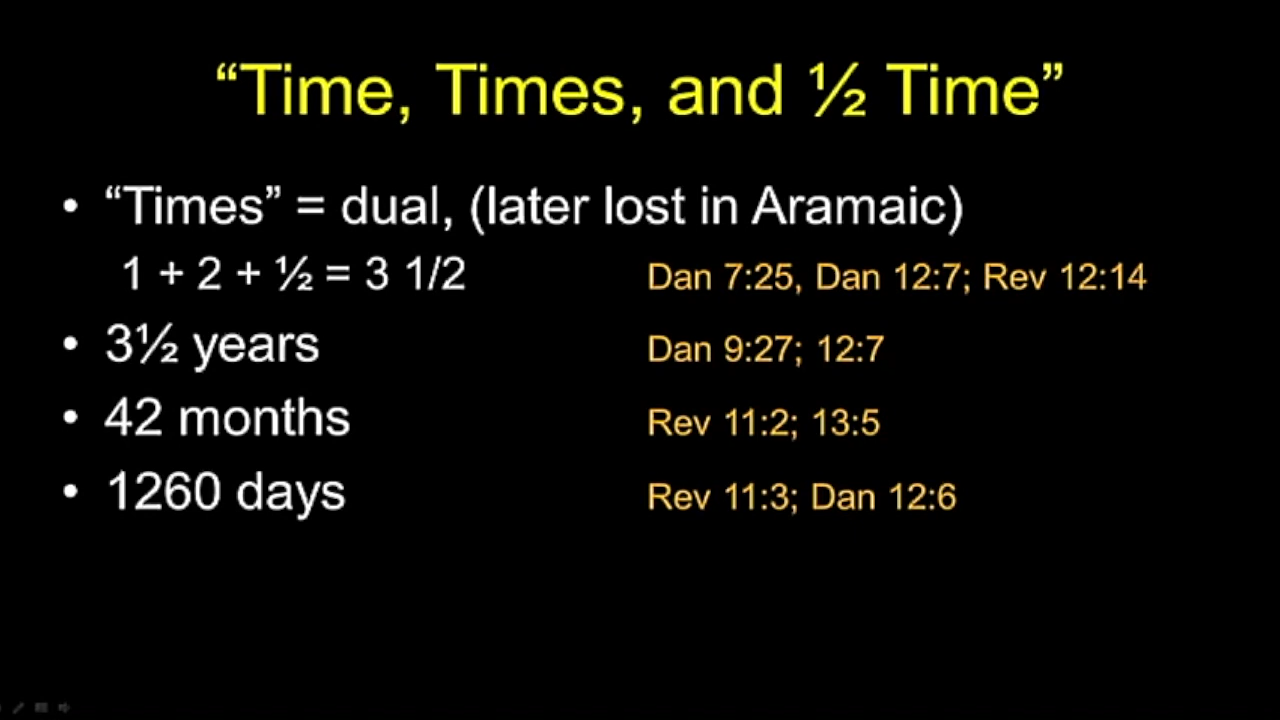 “Time, Times, and ½ Time”
• “Times” = dual, (later lost in Aramaic)
1 + 2 + ½ = 3 1/2 Dan 7:25, Dan 12:7; Rev 12:14
• 3½ years Dan 9:27; 12:7
• 42 months Rev 11:2; 13:5
• 1260 days Rev 11:3; Dan 12:6